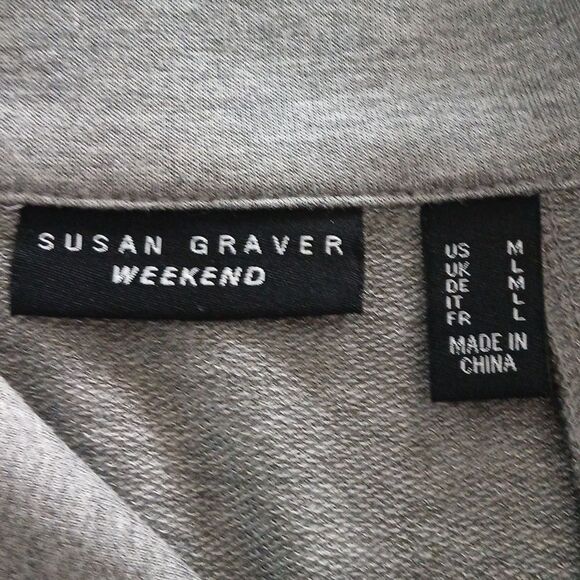 SUSAN GRAVER
WEEKEND
US M
UK L
DE M
IT L
FR L
MADE IN
CHINA